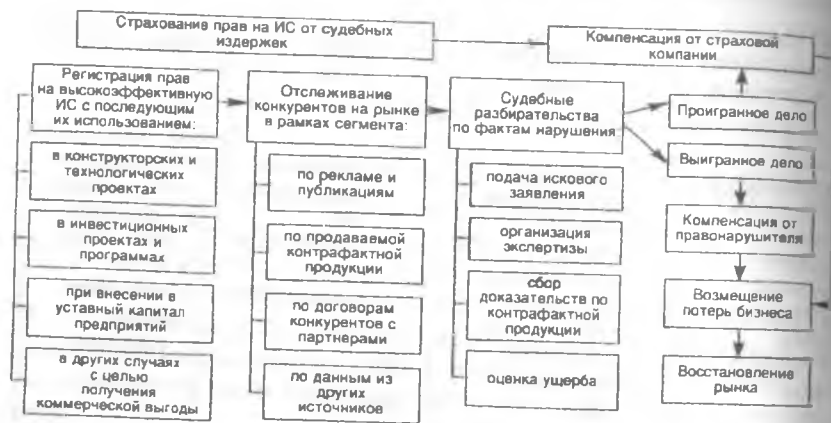 Страхование прав на ИС от судебных
издержек
Компенсация от страховой
компании
Регистрация прав
на высокоэффективную
ИС с последующим
их использованием:
в конструкторских и
технологических
проектах
в инвестиционных
проектах и
программах
при внесении в
уставный капитал
предприятий
в других случаях
с целью
получения
коммерческой выгоды
Отслеживание
конкурентов на рынке
в рамках сегмента:
по рекламе и
публикациям
по продаваемой
контрафактной
продукции
по договорам
конкурентов с
партнерами
по данным из
других
источников
Судебные
разбирательства
по фактам нарушения
подача искового
заявления
организация
экспертизы
сбор
доказательств по
контрафактной
продукции
оценка ущерба
Проигранное дело
Выигранное дело
Компенсация от
правонарушителя
Возмещение
потерь бизнеса
Восстановление
рынка